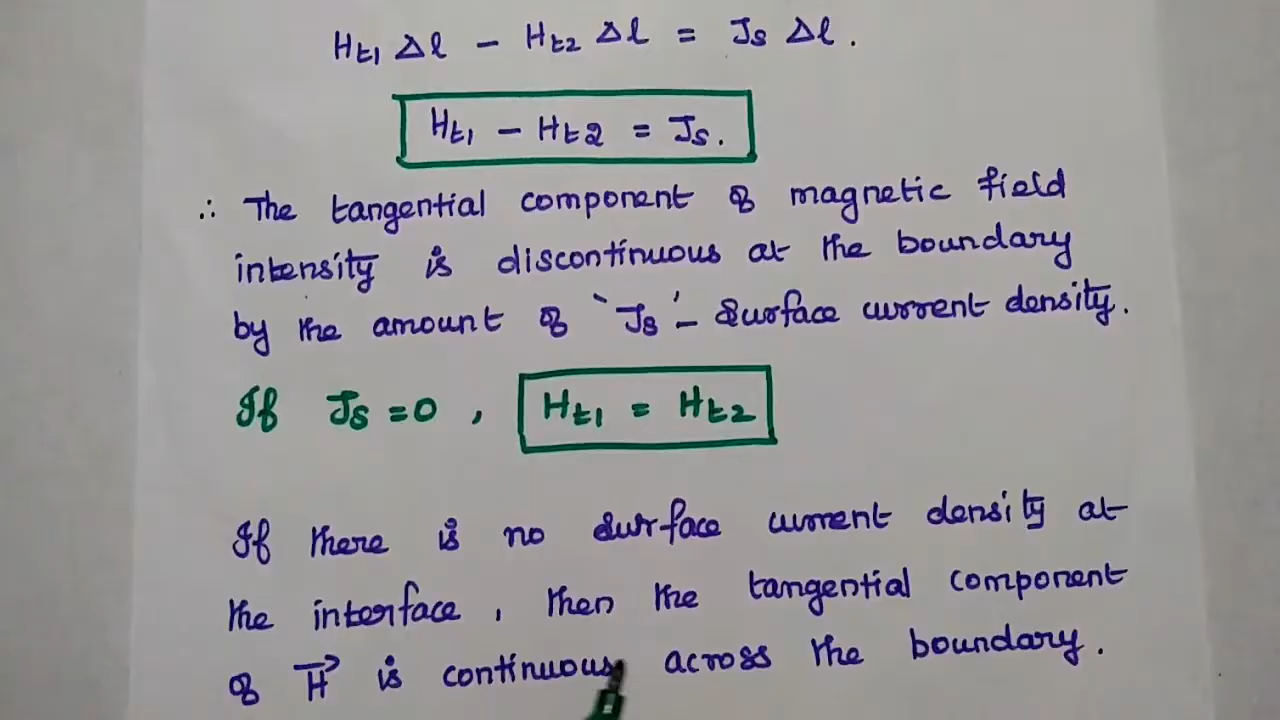 Ht1 Δl - Ht2 Δl = Js Δl.
Ht1 - Ht2 = Js.
∴ The tangential component of magnetic field
intensity is discontinuous at the boundary
by the amount of 'Js' - Surface current density.
If Js = 0, Ht1 = Ht2
If there is no surface current density at
the interface, then the tangential component
of H⃗ is continuous across the boundary.